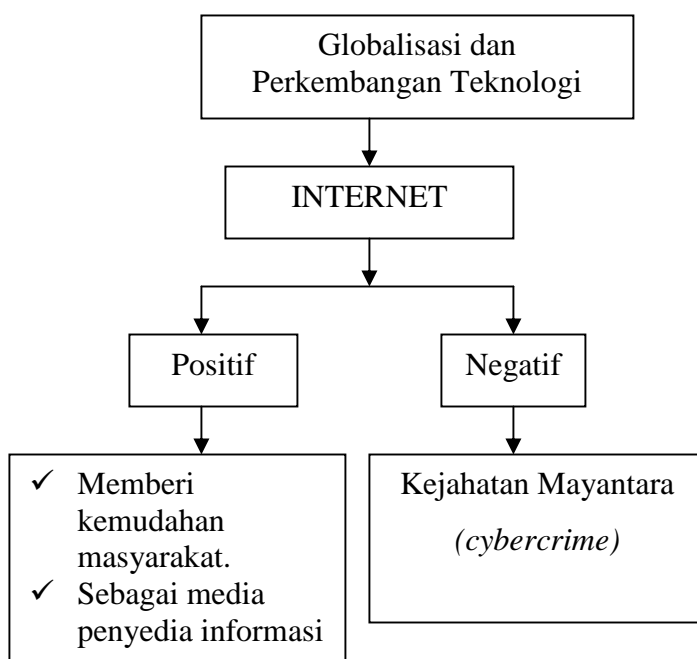 Globalisasi dan
Perkembangan Teknologi
INTERNET
Positif
Negatif
✓ Memberi
kemudahan
masyarakat.
✓ Sebagai media
penyedia informasi
Kejahatan Mayantara
(cybercrime)